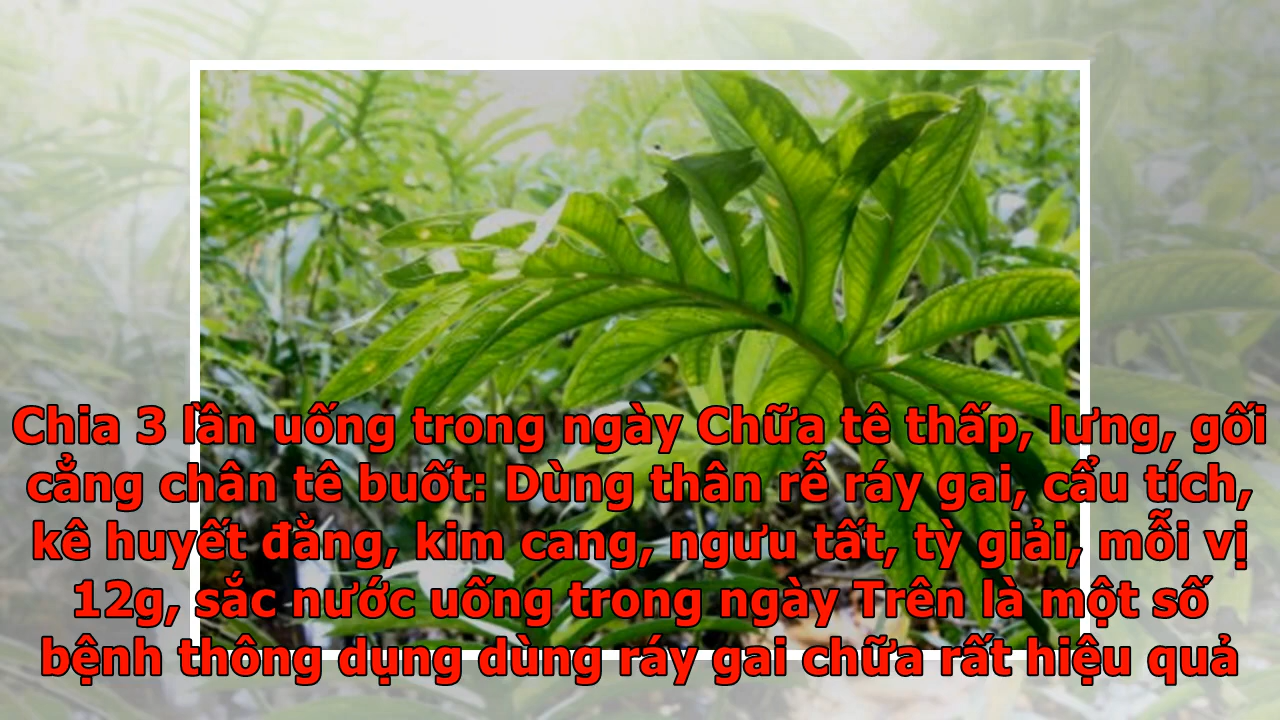 Chia 3 lần uống trong ngày Chữa tê thấp, lưng, gối
cẳng chân tê buốt: Dùng thân rễ ráy gai, cẩu tích,
kê huyết đằng, kim cang, ngưu tất, tỳ giải, mỗi vị
12g, sắc nước uống trong ngày Trên là một số
bệnh thông dụng dùng ráy gai chữa rất hiệu quả